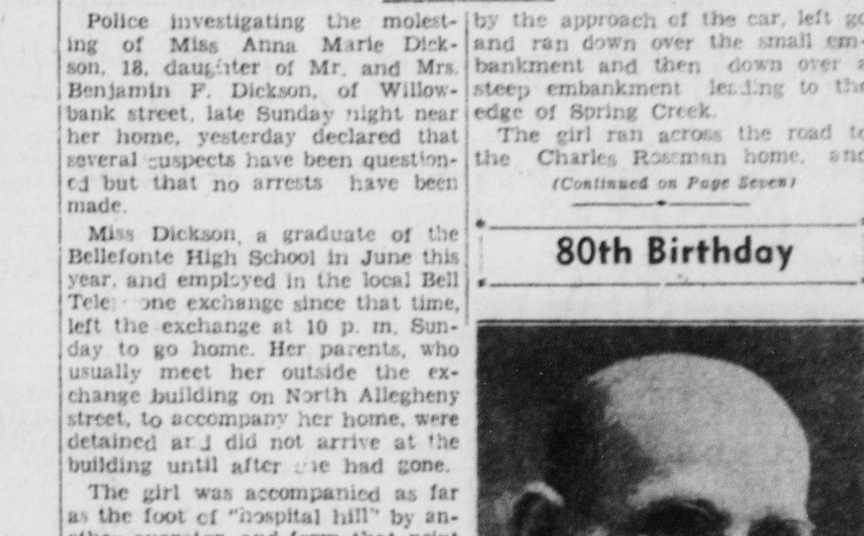 Police investigating the molest-
ing of Miss Anna Marie Dick-
son, 18, daughter of Mr. and Mrs.
Benjamin F. Dickson, of Willow-
bank street, late Sunday night near
her home, yesterday declared that
several suspects have been question-
ed but that no arrests have been
made.
Miss Dickson, a graduate of the
Bellefonte High School in June this
year, and employed in the local Bell
Telephone exchange since that time,
left the exchange at 10 p. m. Sun-
day to go home. Her parents, who
usually meet her outside the ex-
change building on North Allegheny
street, to accompany her home, were
detained and did not arrive at the
building until after she had gone.
The girl was accompanied as far
as the foot of "hospital hill" by an-
by the approach of the car, left go
and ran down over the small em-
bankment and then down over a
steep embankment leading to the
edge of Spring Creek.
The girl ran across the road to
the Charles Rossman home, and
(Continued on Page Seven)
80th Birthday